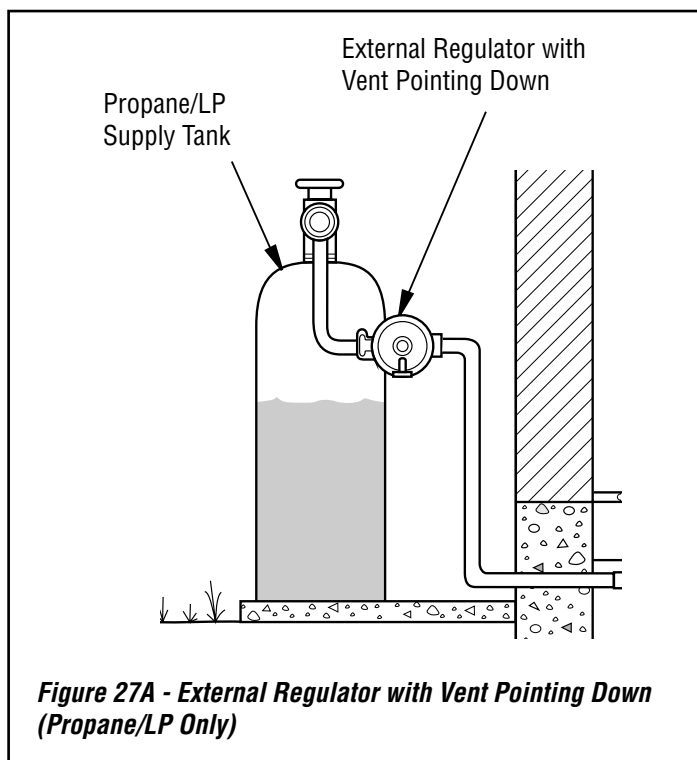 External Regulator with
Vent Pointing Down
Propane/LP
Supply Tank
Figure 27A - External Regulator with Vent Pointing Down
(Propane/LP Only)